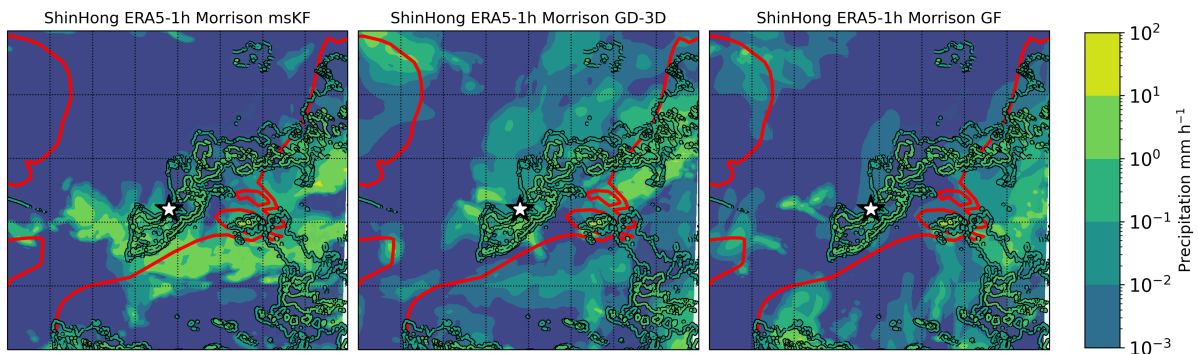 ShinHong ERA5-1h Morrison msKF
ShinHong ERA5-1h Morrison GD-3D
ShinHong ERA5-1h Morrison GF
10²
10¹
10⁰
10⁻¹
10⁻²
10⁻³
Precipitation mm h⁻¹